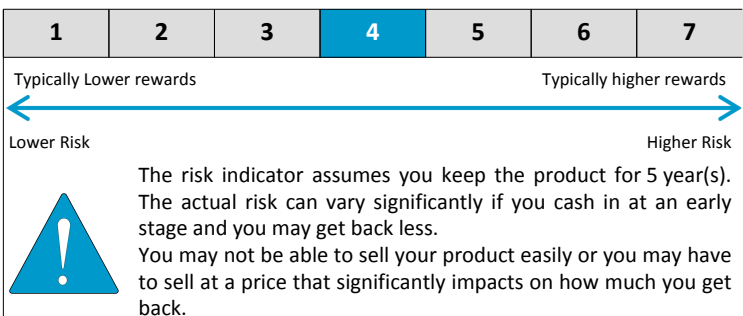 1 2 3 4 5 6 7
Typically Lower rewards Typically higher rewards
Lower Risk Higher Risk
The risk indicator assumes you keep the product for 5 year(s).
The actual risk can vary significantly if you cash in at an early
stage and you may get back less.
You may not be able to sell your product easily or you may have
to sell at a price that significantly impacts on how much you get
back.
!